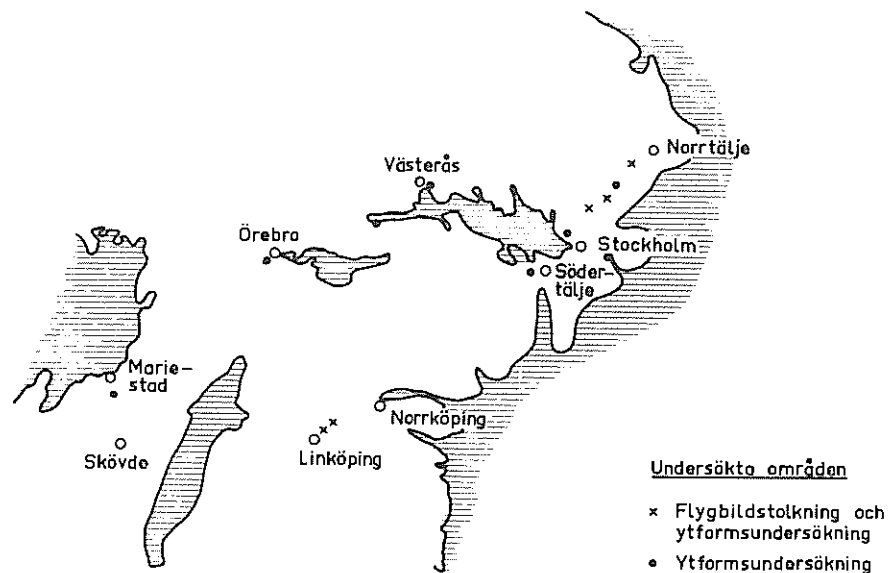 Norrtälje
Västerås
Örebro
Stockholm
Söder-
tälje
Marie-
stad
Norrköping
Skövde
Linköping
Undersökta områden
× Flygbildstolkning och
ytformsundersökning
• Ytformsundersökning